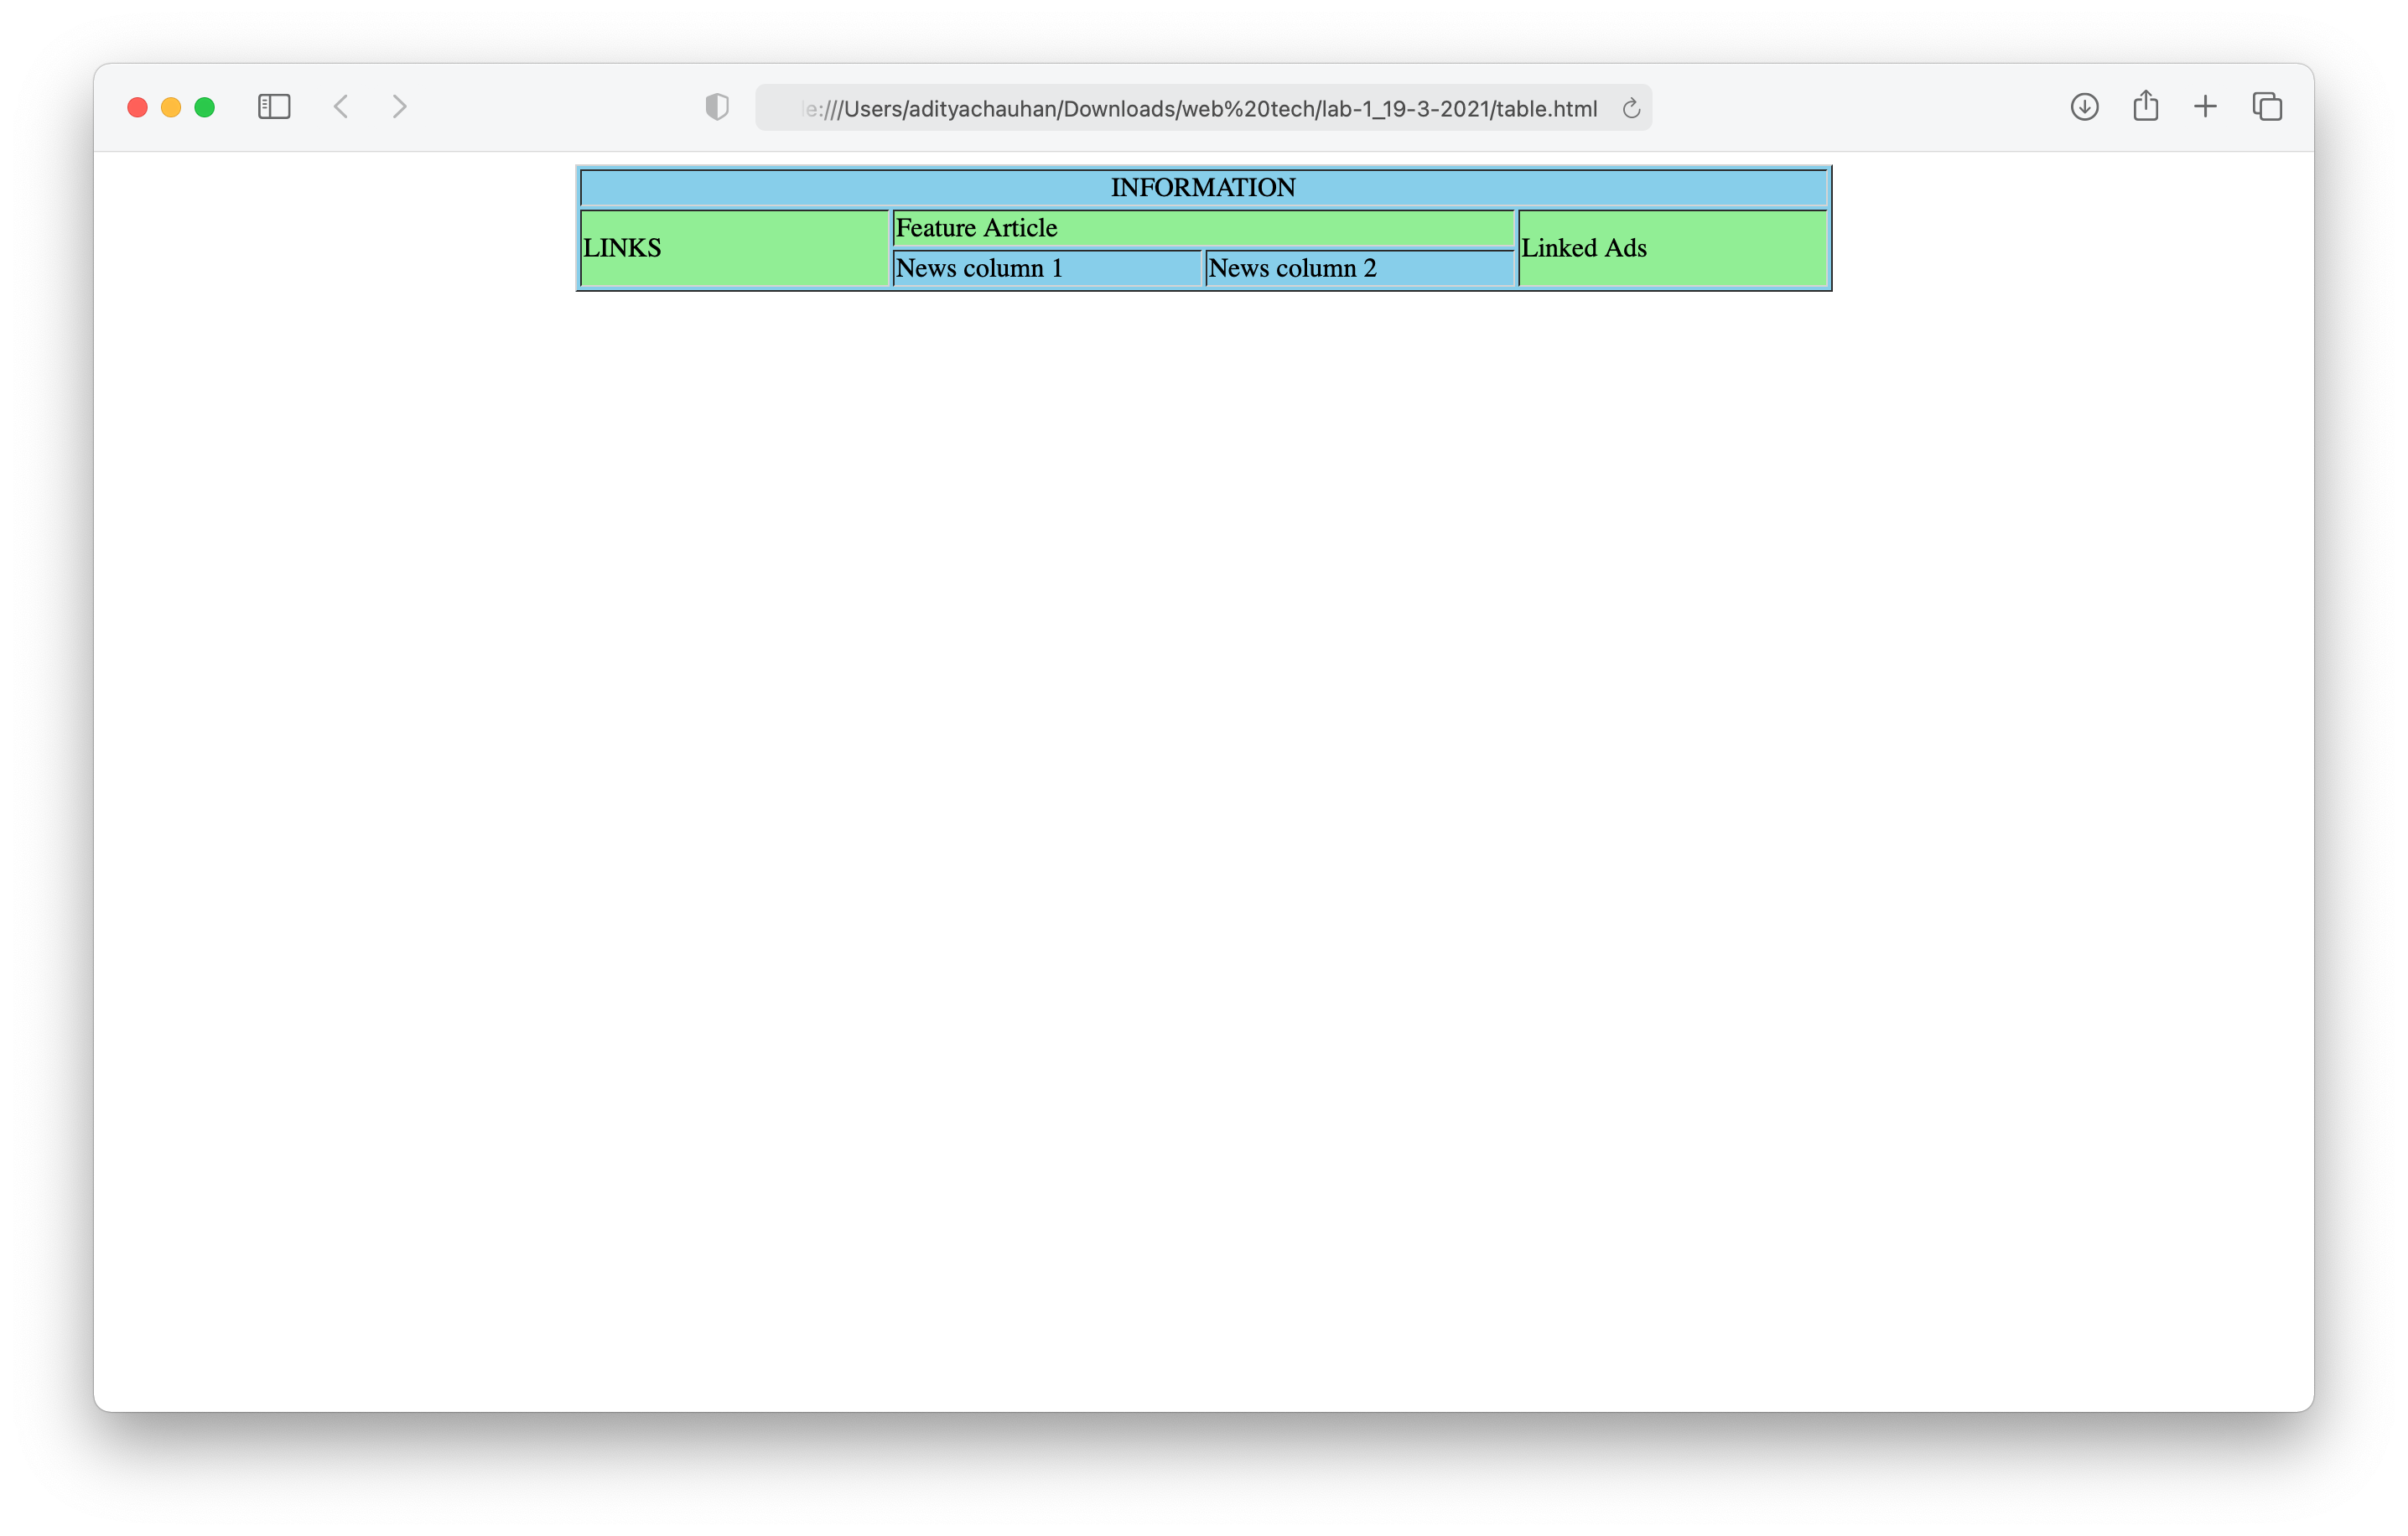 le:///Users/adityachauhan/Downloads/web%20tech/lab-1_19-3-2021/table.html
INFORMATION
LINKS
Feature Article
Linked Ads
News column 1
News column 2